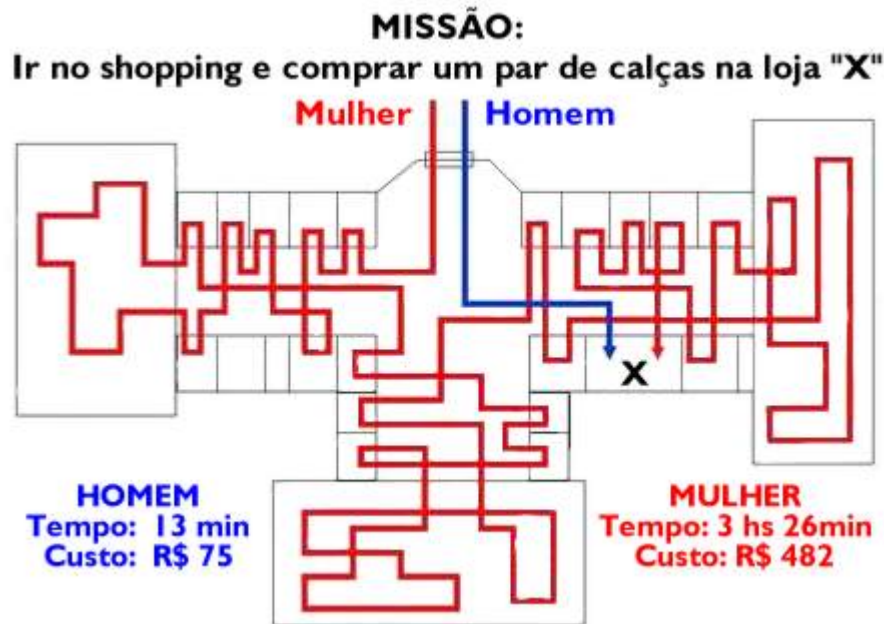 MISSÃO:
Ir no shopping e comprar um par de calças na loja "X"
Mulher Homem
X
HOMEM
Tempo: 13 min
Custo: R$ 75
MULHER
Tempo: 3 hs 26min
Custo: R$ 482